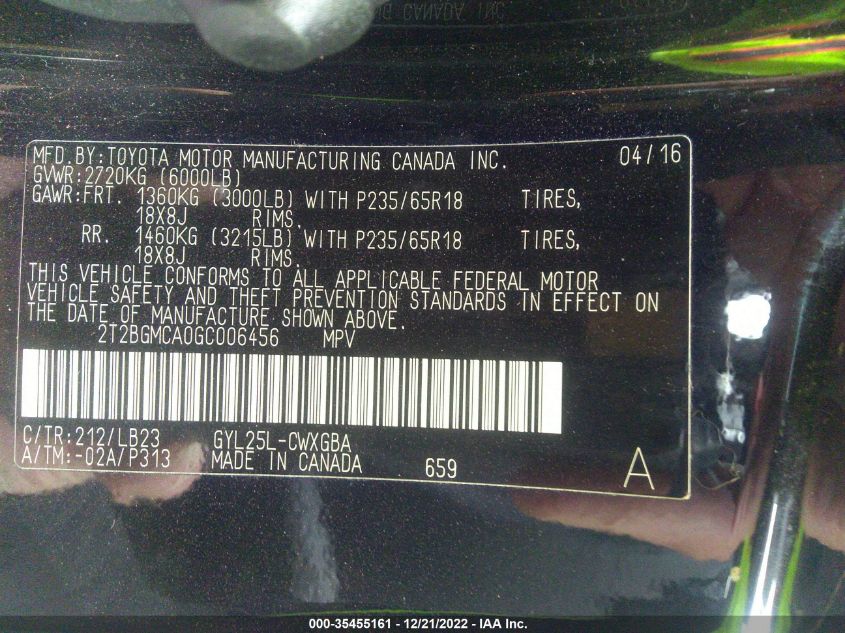 MFD.BY:TOYOTA MOTOR MANUFACTURING CANADA INC. 04/16
GVWR:2720KG (6000LB)
GAWR:FRT. 1360KG (3000LB) WITH P235/65R18 TIRES,
18X8J RIMS.
RR. 1460KG (3215LB) WITH P235/65R18 TIRES,
18X8J RIMS.
THIS VEHICLE CONFORMS TO ALL APPLICABLE FEDERAL MOTOR
VEHICLE SAFETY AND THEFT PREVENTION STANDARDS IN EFFECT ON
THE DATE OF MANUFACTURE SHOWN ABOVE.
2T2BGMCA0GC006456 MPV
C/TR:212/LB23 GYL25L-CWXGBA
A/TM:-02A/P313 MADE IN CANADA 659 A
000-35455161 - 12/21/2022 - IAA Inc.